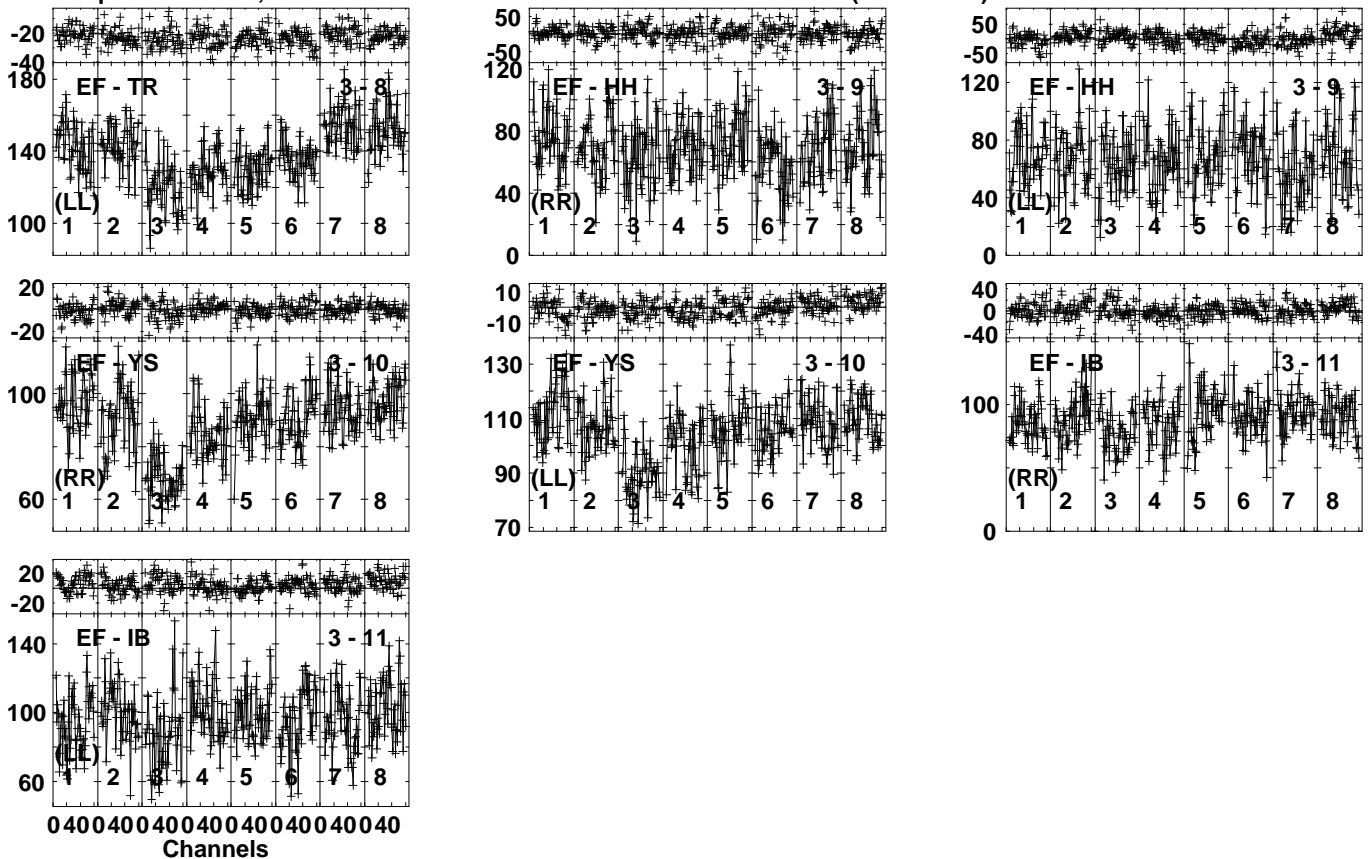 -20
-40
180
140
100
EF - TR
3 - 8
(LL)
1 2 3 4 5 6 7 8
50
-50
120
80
40
0
EF - HH
3 - 9
(RR)
1 2 3 4 5 6 7 8
50
-50
120
80
40
0
EF - HH
3 - 9
(LL)
1 2 3 4 5 6 7 8
20
-20
100
60
EF - YS
3 - 10
(RR)
1 2 3 4 5 6 7 8
10
-10
130
110
90
70
EF - YS
3 - 10
(LL)
1 2 3 4 5 6 7 8
40
0
-40
100
0
EF - IB
3 - 11
(RR)
1 2 3 4 5 6 7 8
20
-20
140
100
60
EF - IB
3 - 11
(LL)
1 2 3 4 5 6 7 8
0 40 0 40 0 40 0 40 0 40 0 40 0 40 0 40
Channels